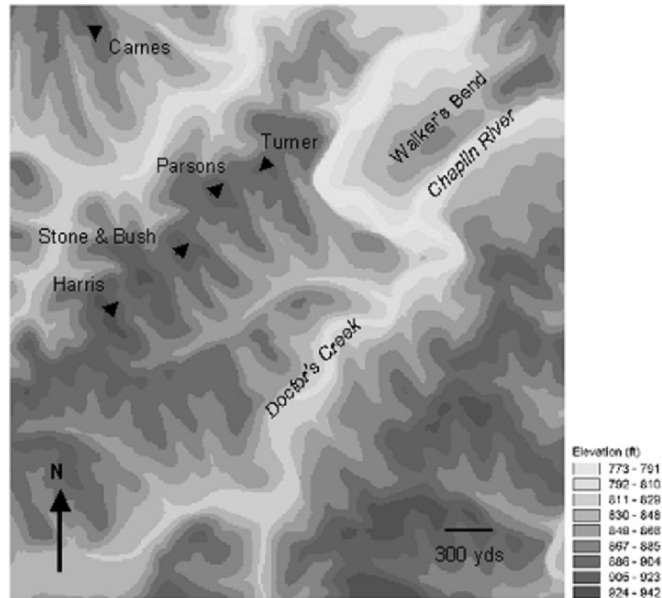 Carnes
Walker's Bend
Chaplin River
Turner
Parsons
Stone & Bush
Harris
Doctor's Creek
N
300 yds
Elevation (ft)
773 - 791
792 - 810
811 - 829
830 - 848
849 - 866
867 - 885
886 - 904
905 - 923
924 - 942